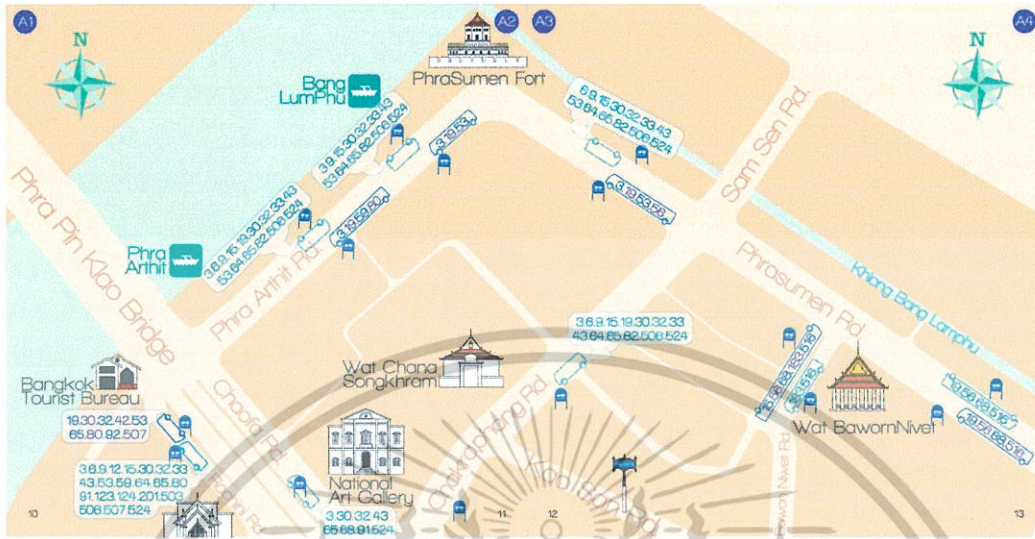 A1
A2
A3
A4
N
N
PhraSumen Fort
Bang
LumPhu
3.9.15.30.32.33.43
53.64.65.82.506.524
3.19.53
6.9.15.30.32.33.43
53.64.65.82.506.524
3.19.53.56
Sam Sen Rd.
Phra Pin Klao Bridge
Phra
Arthit
3.6.9.15.19.30.32.33.43
53.64.65.82.506.524
3.19.59.80
Phra Arthit Rd.
Phrasumen Rd.
Khlong Bang Lamphu
3.6.9.15.19.30.32.33
43.64.65.82.506.524
Wat Chana
Songkhram
Chakraphong Rd.
Wat BawornNivet
19.56.68.516
19.56.68.516
Bangkok
Tourist Bureau
Chaofa Rd.
19.30.32.42.53
65.80.92.507
3.6.9.12.15.30.32.33
43.53.59.64.65.80
91.123.124.201.503
506.507.524
National
Art Gallery
3.30.32.43
65.68.91.524
Kao San Rd.
10
11
12
13